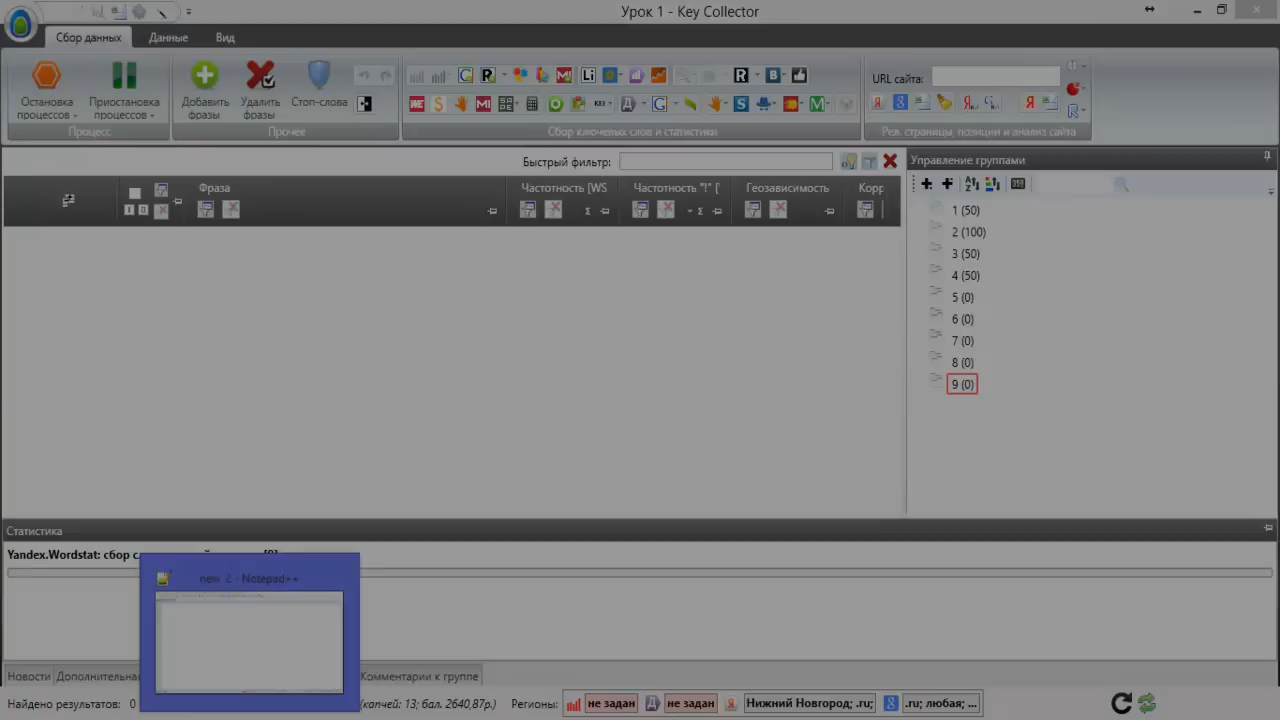 Урок 1 - Key Collector
Сбор данных Данные Вид
Остановка процессов
Приостановка процессов
Добавить фразы
Удалить фразы
Стоп-слова
URL сайта:
Процесс
Прочее
Сбор ключевых слов и статистики
Рел. страницы, позиции и анализ сайта
Быстрый фильтр:
Управление группами
Фраза
Частотность [WS
Частотность "!" [
Геозависимость
Корр
1 (50)
2 (100)
3 (50)
4 (50)
5 (0)
6 (0)
7 (0)
8 (0)
9 (0)
Статистика
Yandex.Wordstat: сбор с
new 2 - Notepad++
Новости
Дополнительна
Комментарии к группе
Найдено результатов: 0
(капчей: 13; бал. 2640,87р.)
Регионы:
не задан
не задан
Нижний Новгород; .ru;
.ru; любая; ...